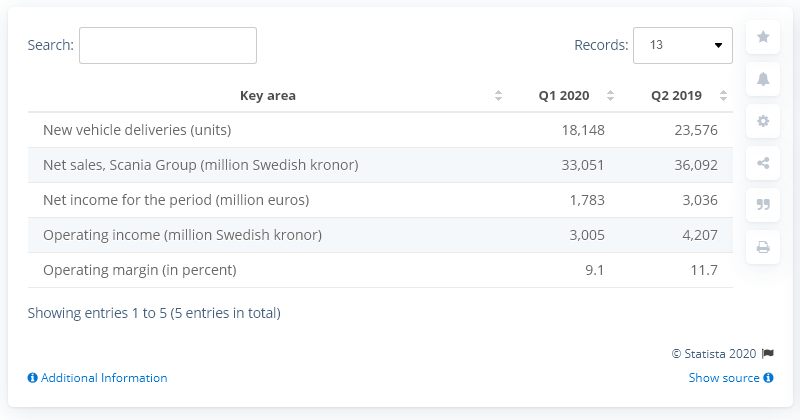 Search:
Records: 13
Key area Q1 2020 Q2 2019
New vehicle deliveries (units) 18,148 23,576
Net sales, Scania Group (million Swedish kronor) 33,051 36,092
Net income for the period (million euros) 1,783 3,036
Operating income (million Swedish kronor) 3,005 4,207
Operating margin (in percent) 9.1 11.7
Showing entries 1 to 5 (5 entries in total)
© Statista 2020
Additional Information
Show source